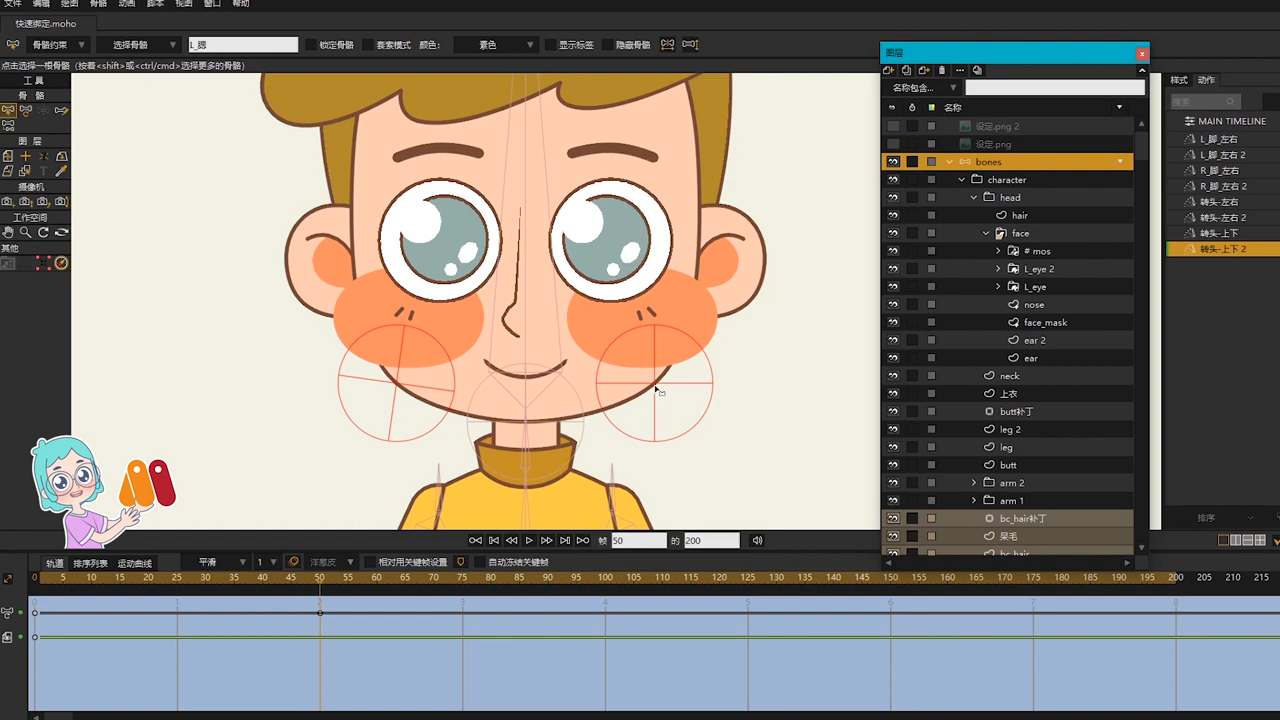 文件 编辑 绘图 骨骼 动画 脚本 视图 窗口 帮助
快速绑定.moho
骨骼约束 选择骨骼 L_腮 锁定骨骼 套索模式 颜色: 素色 显示标签 隐藏骨骼
点击选择一根骨骼（按着<shift>或<ctrl/cmd>选择更多的骨骼）
工具
骨 骼
图 层
摄像机
工作空间
其他
图层
名称包含...
名称
设定.png 2
设定.png
bones
character
head
hair
face
# mos
L_eye 2
L_eye
nose
face_mask
ear 2
ear
neck
上衣
butt补丁
leg 2
leg
butt
arm 2
arm 1
bc_hair补丁
呆毛
bc_hair
样式 动作
搜索
MAIN TIMELINE
L_脚_左右
L_脚_左右 2
R_脚_左右
R_脚_左右 2
转头-左右
转头-左右 2
转头-上下
转头-上下 2
排序
帧 50 的 200
轨道 排序列表 运动曲线 平滑 1 洋葱皮 相对用关键帧设置 自动冻结关键帧
0 5 10 15 20 25 30 35 40 45 50 55 60 65 70 75 80 85 90 95 100 105 110 115 120 125 130 135 140 145 150 155 160 165 170 175 180 185 190 195 200 205 210 215
0 1 2 3 4 5 6 7 8